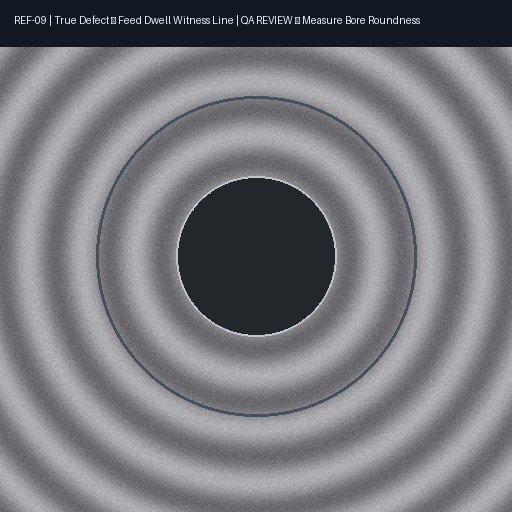 REF-09 | True Defect▯ Feed Dwell Witness Line | QA REVIEW ▯ Measure Bore Roundness